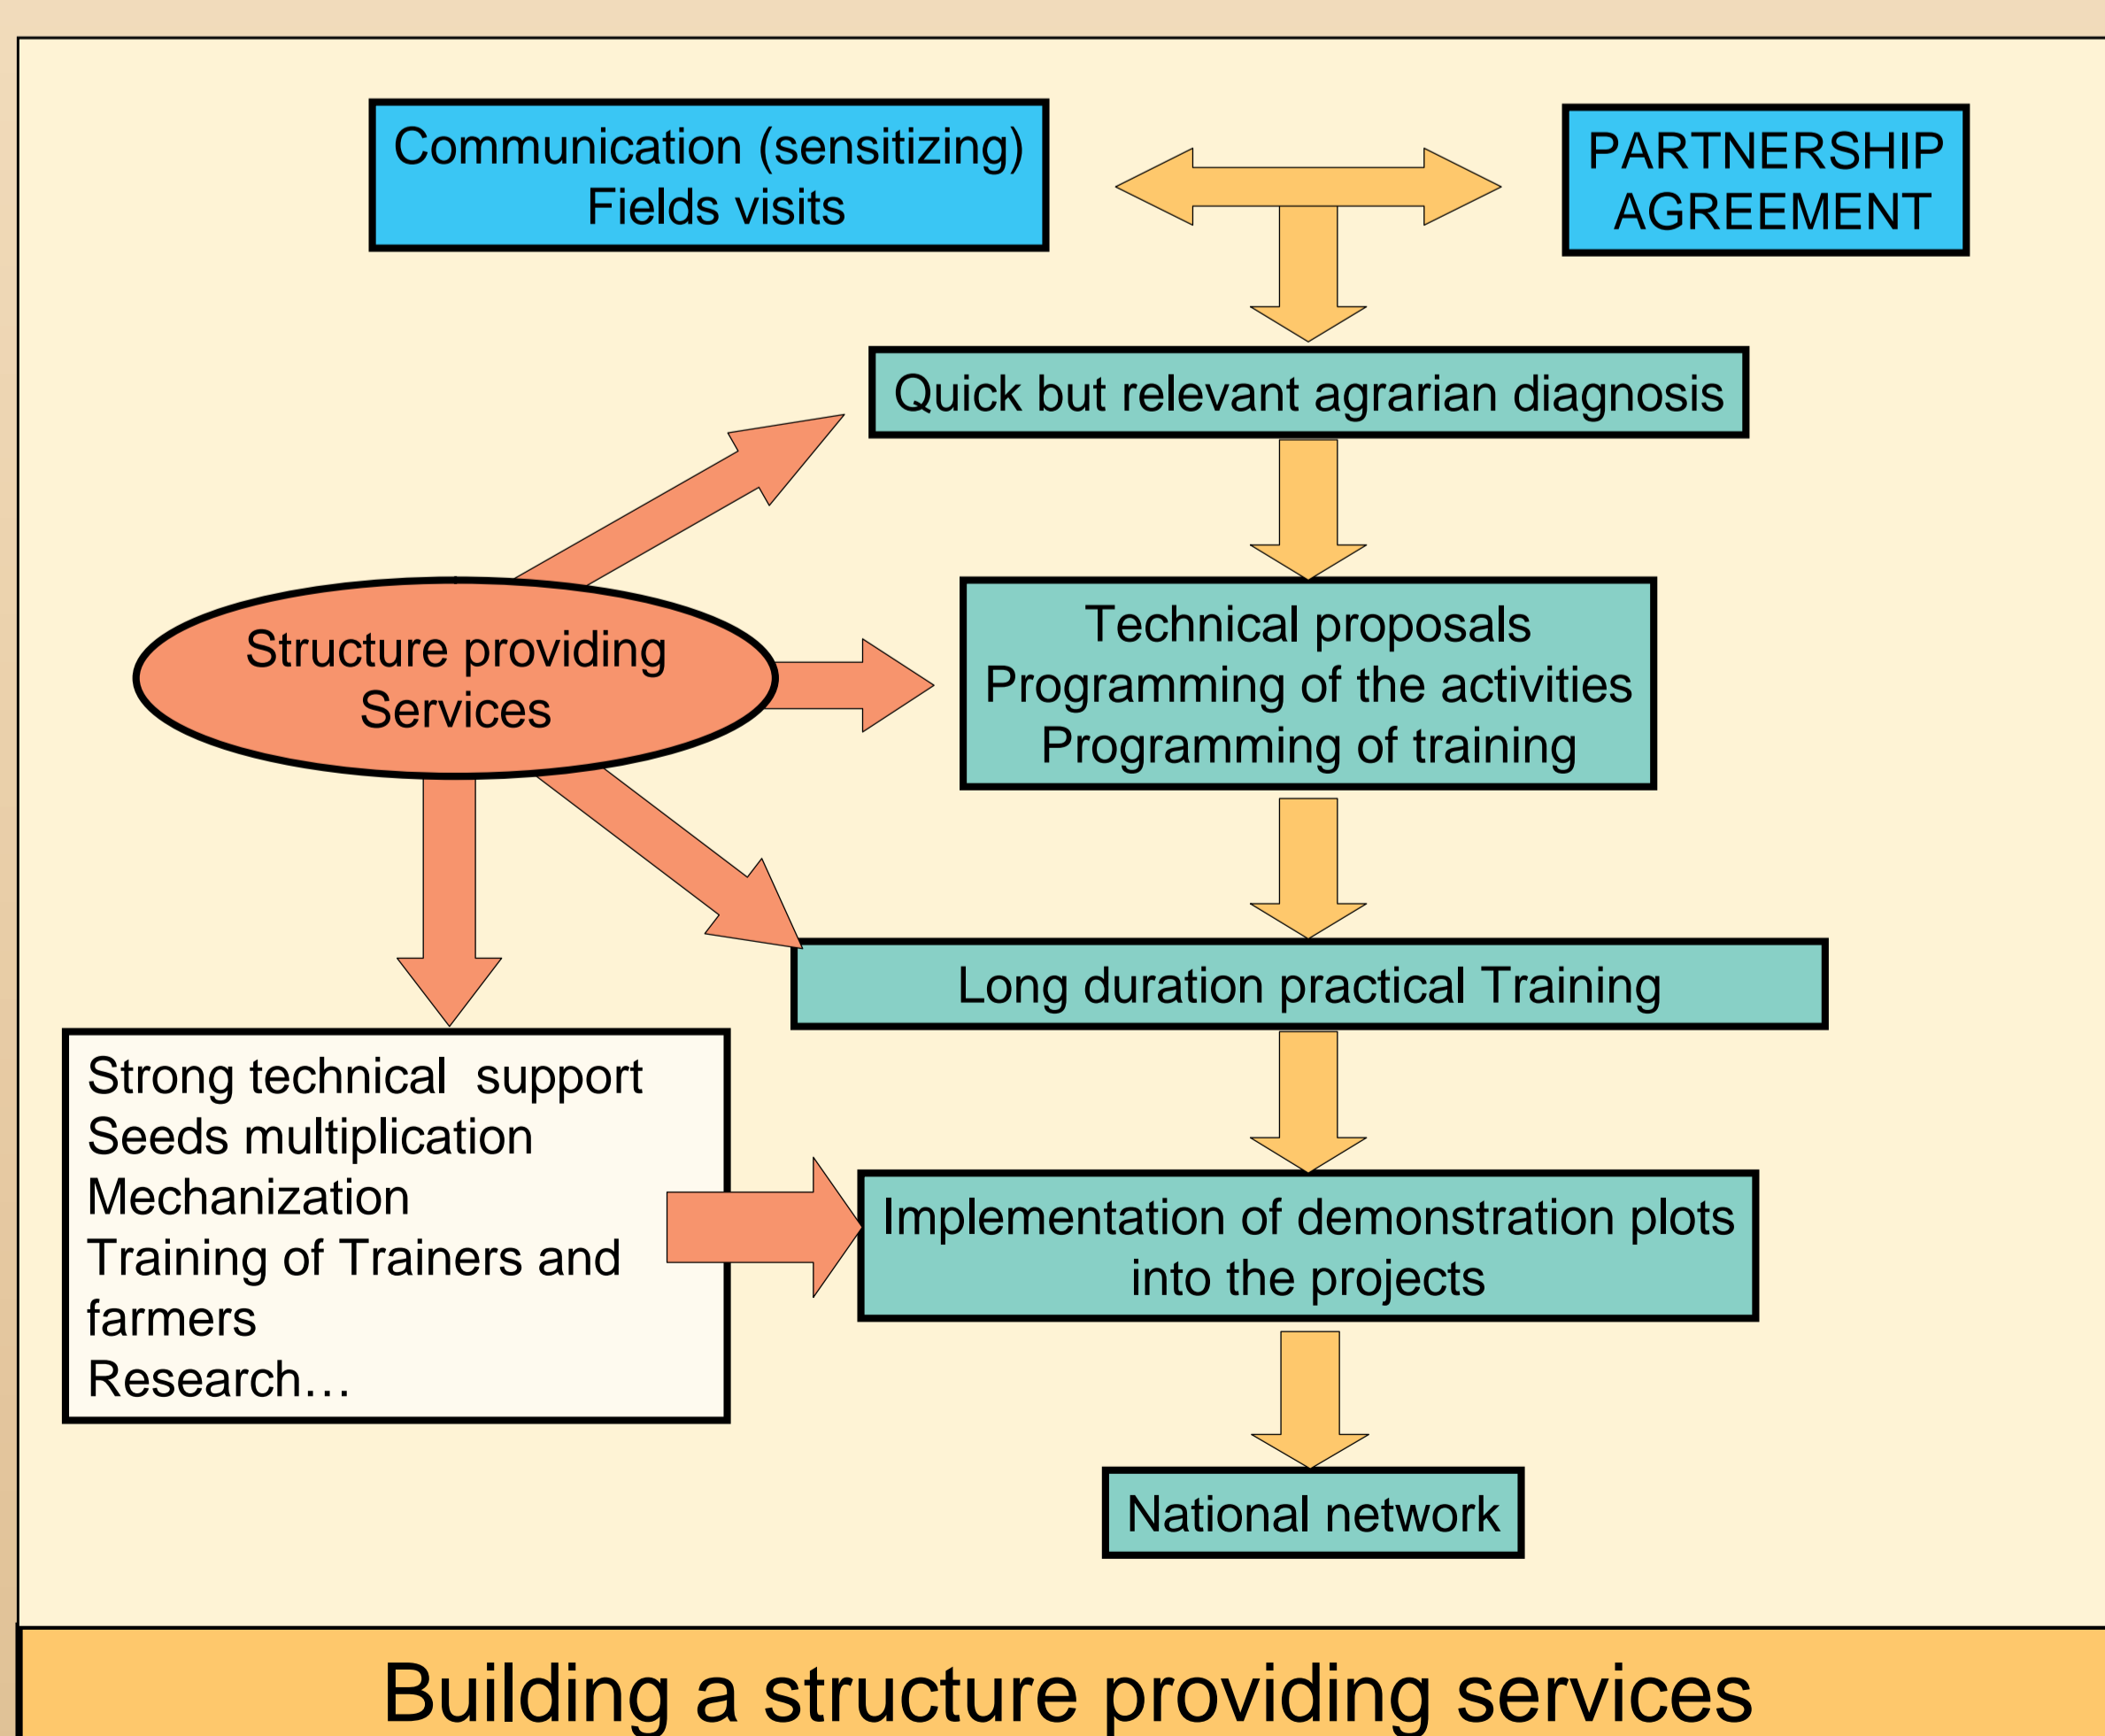 Communication (sensitizing)
Fields visits
PARTNERSHIP
AGREEMENT
Quick but relevant agrarian diagnosis
Structure providing
Services
Technical proposals
Programming of the activities
Programming of training
Long duration practical Training
Strong technical  support
Seeds multiplication
Mechanization
Training of Trainers and
farmers
Research…
Implementation of demonstration plots
into the projects
National network
Building a structure providing services